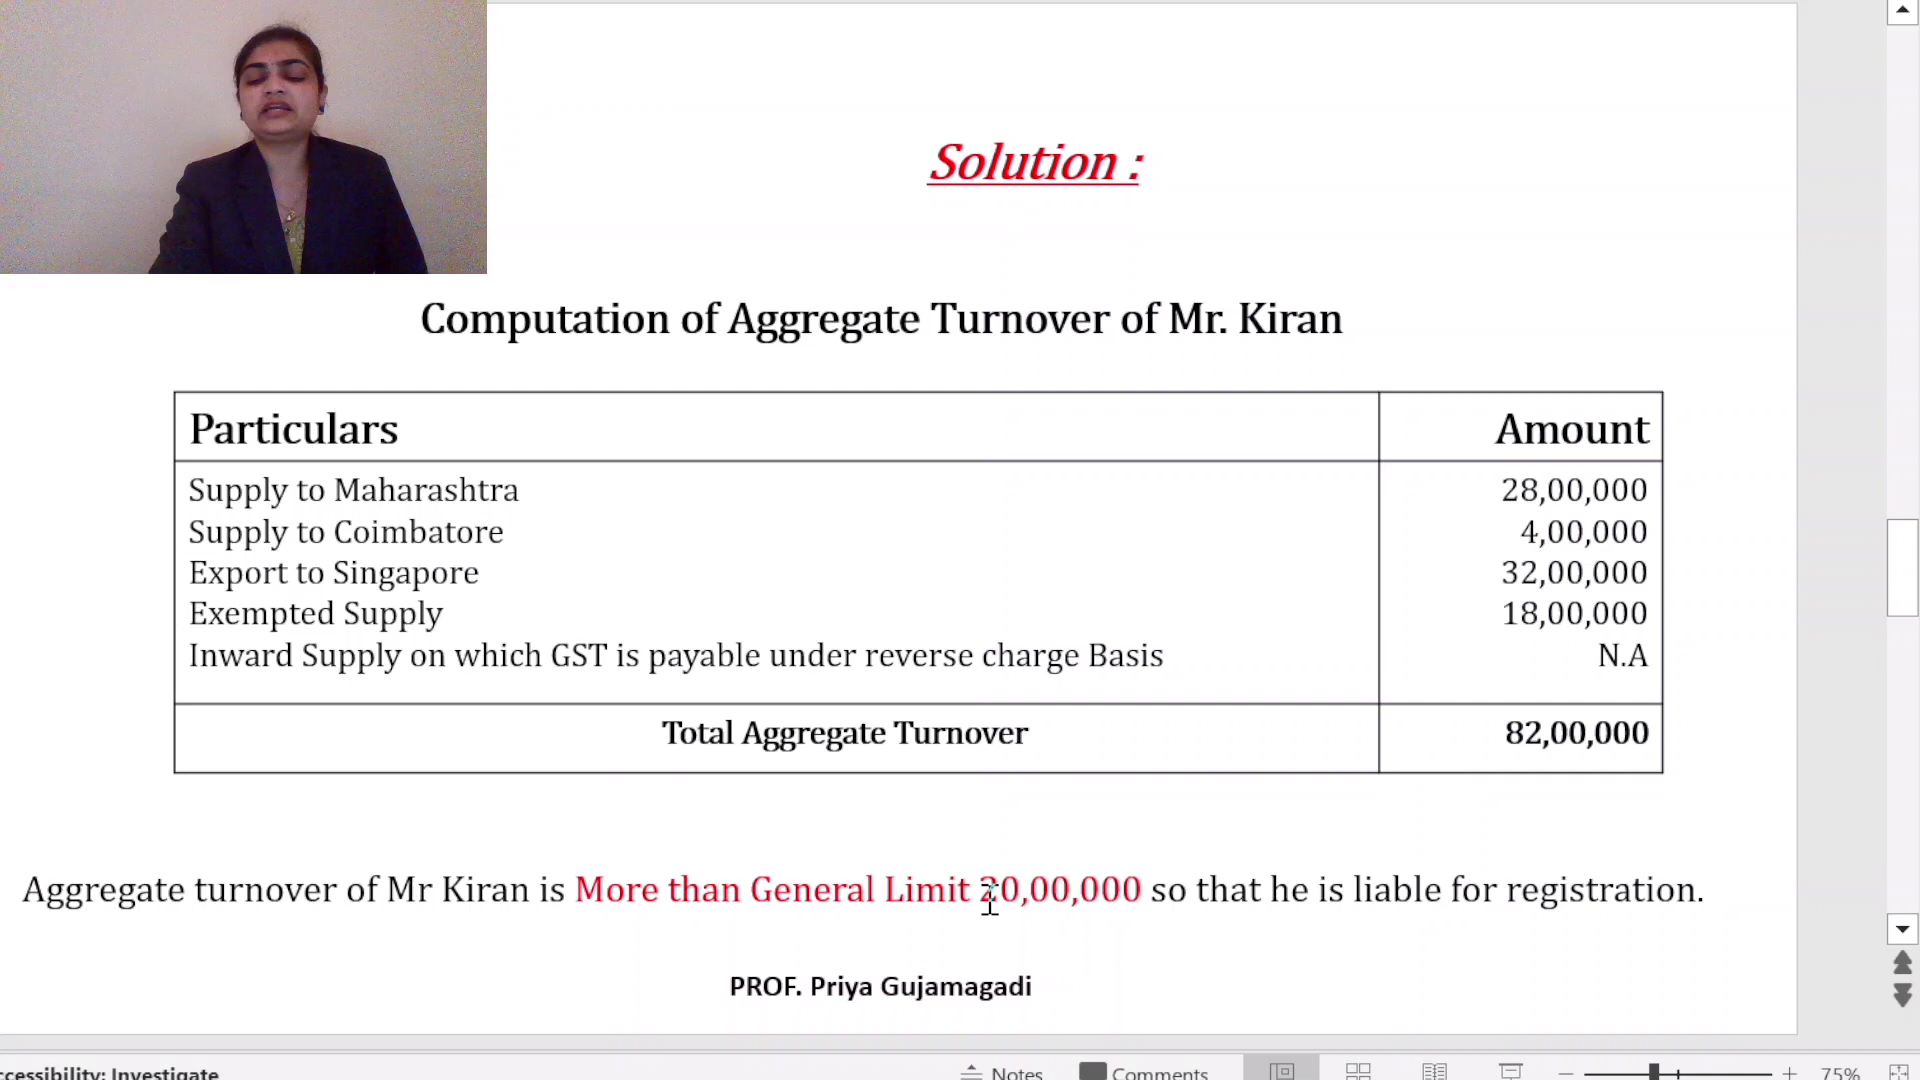 Solution :
Computation of Aggregate Turnover of Mr. Kiran
Particulars Amount
Supply to Maharashtra 28,00,000
Supply to Coimbatore 4,00,000
Export to Singapore 32,00,000
Exempted Supply 18,00,000
Inward Supply on which GST is payable under reverse charge Basis N.A
Total Aggregate Turnover 82,00,000
Aggregate turnover of Mr Kiran is More than General Limit 20,00,000 so that he is liable for registration.
PROF. Priya Gujamagadi
ccessibility: Investigate Notes Comments 75%